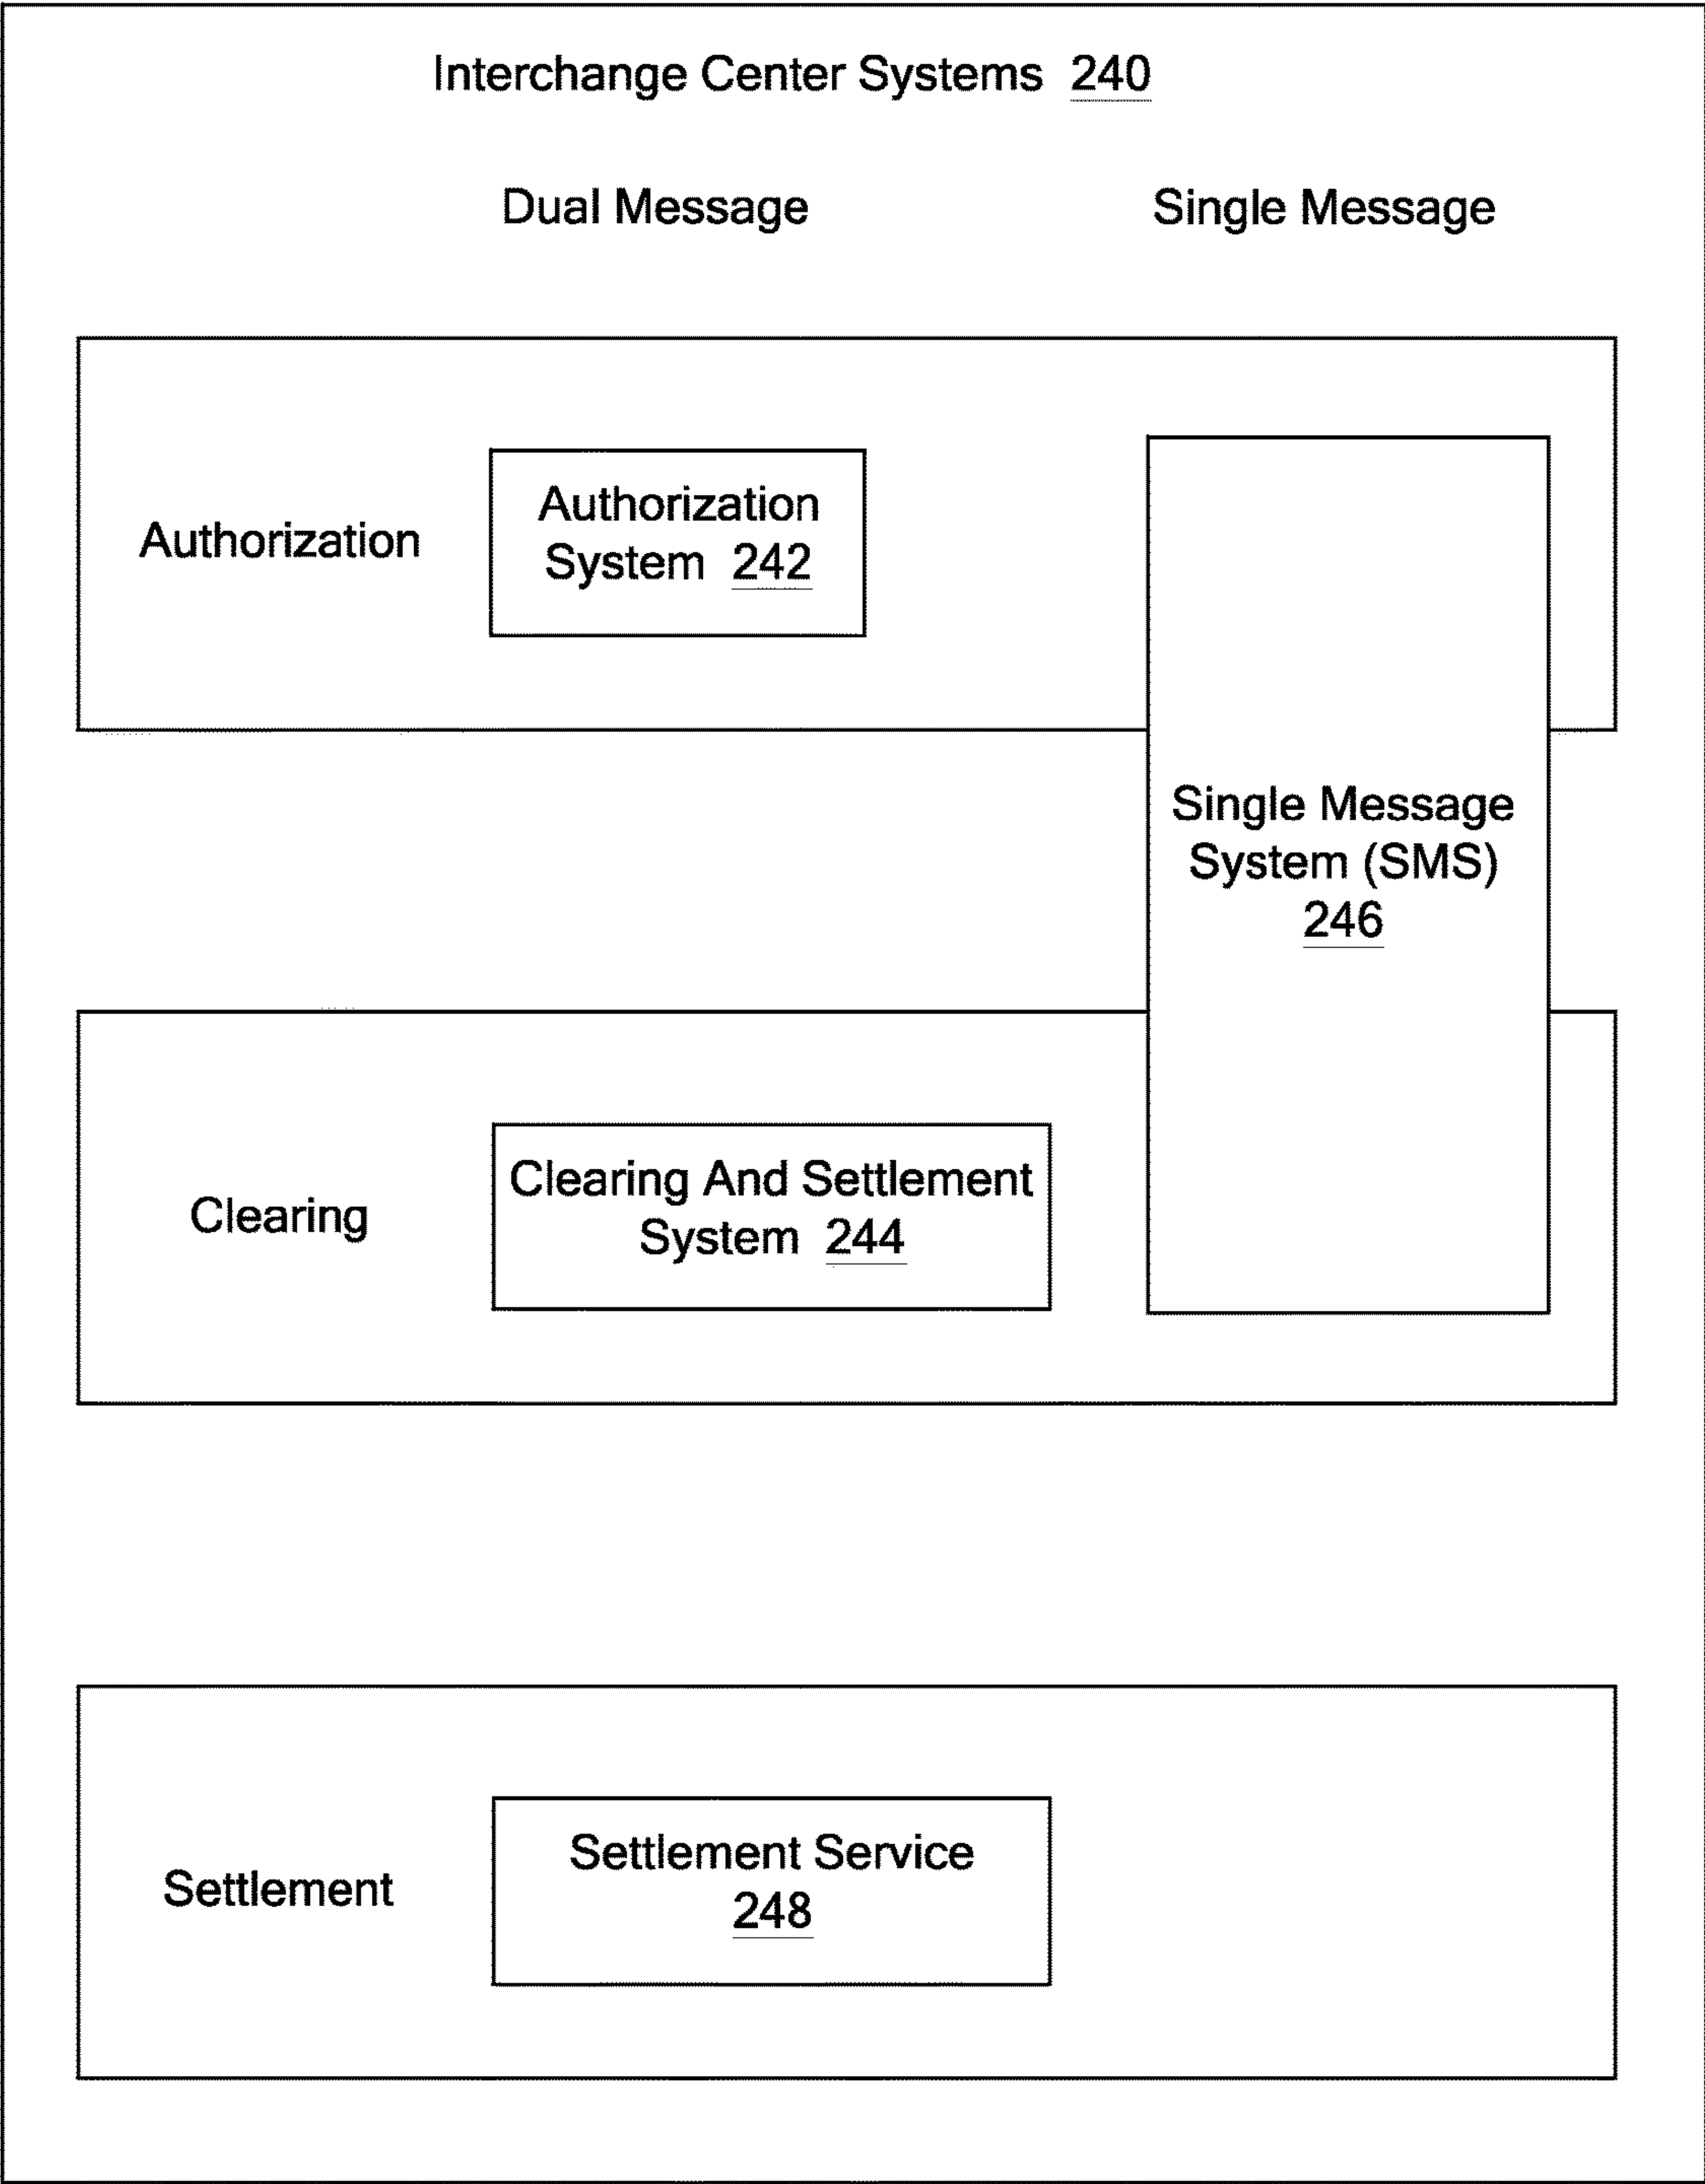 Interchange Center Systems 240
Dual Message
Single Message
Authorization
Authorization
System 242
Single Message
System (SMS)
246
Clearing
Clearing And Settlement
System 244
Settlement
Settlement Service
248